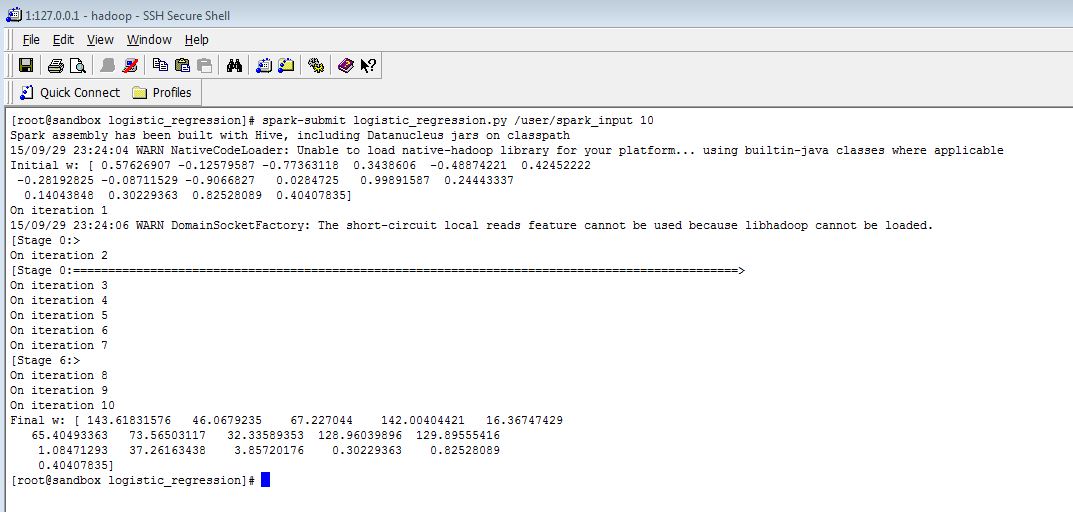 1:127.0.0.1 - hadoop - SSH Secure Shell
File Edit View Window Help
Quick Connect Profiles
[root@sandbox logistic_regression]# spark-submit logistic_regression.py /user/spark_input 10
Spark assembly has been built with Hive, including Datanucleus jars on classpath
15/09/29 23:24:04 WARN NativeCodeLoader: Unable to load native-hadoop library for your platform... using builtin-java classes where applicable
Initial w: [ 0.57626907 -0.12579587 -0.77363118  0.3438606  -0.48874221  0.42452222
 -0.28192825 -0.08711529 -0.9066827   0.0284725   0.99891587  0.24443337
  0.14043848  0.30229363  0.82528089  0.40407835]
On iteration 1
15/09/29 23:24:06 WARN DomainSocketFactory: The short-circuit local reads feature cannot be used because libhadoop cannot be loaded.
[Stage 0:>
On iteration 2
[Stage 0:===============================================================================================>
On iteration 3
On iteration 4
On iteration 5
On iteration 6
On iteration 7
[Stage 6:>
On iteration 8
On iteration 9
On iteration 10
Final w: [ 143.61831576   46.0679235    67.227044    142.00404421   16.36747429
   65.40493363   73.56503117   32.33589353  128.96039896  129.89555416
    1.08471293   37.26163438    3.85720176    0.30229363    0.82528089
    0.40407835]
[root@sandbox logistic_regression]#